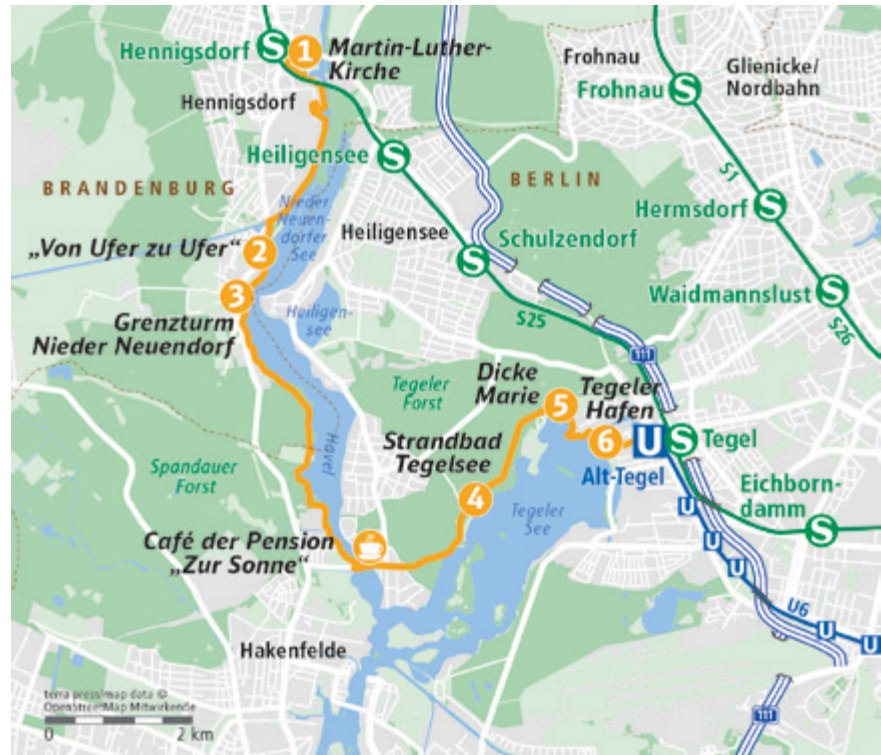 Hennigsdorf
S
1
Martin-Luther-
Kirche
Frohnau
Glienicke/
Nordbahn
Frohnau
S
Hennigsdorf
Heiligensee
S
S1
BRANDENBURG
BERLIN
Nieder
Neuen-
dorfer
See
Hermsdorf
S
„Von Ufer zu Ufer“
2
Heiligensee
S
Schulzendorf
3
Waidmannslust
S
Grenzturm
Nieder Neuendorf
Heiligen-
see
S25
S26
111
Tegeler
Forst
Dicke
Marie
5
Tegeler
Hafen
6
U
S
Tegel
Havel
Strandbad
Tegelsee
4
Alt-Tegel
Spandauer
Forst
Tegeler
See
Eichborn-
damm
S
U
U
U
U
U
U6
Café der Pension
„Zur Sonne“
Hakenfelde
terra press/map data ©
OpenStreetMap Mitwirkende
0
2 km
111